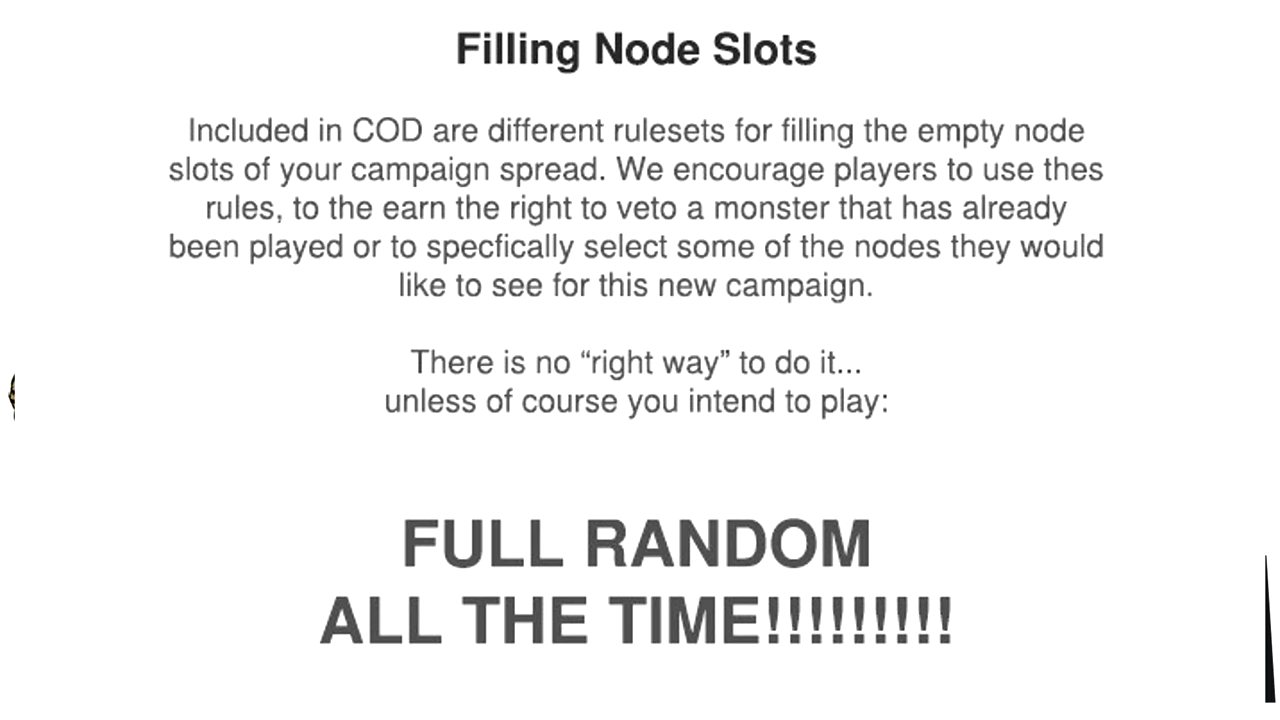 Filling Node Slots
Included in COD are different rulesets for filling the empty node
slots of your campaign spread. We encourage players to use thes
rules, to the earn the right to veto a monster that has already
been played or to specfically select some of the nodes they would
like to see for this new campaign.
There is no “right way” to do it...
unless of course you intend to play:
FULL RANDOM
ALL THE TIME!!!!!!!!!